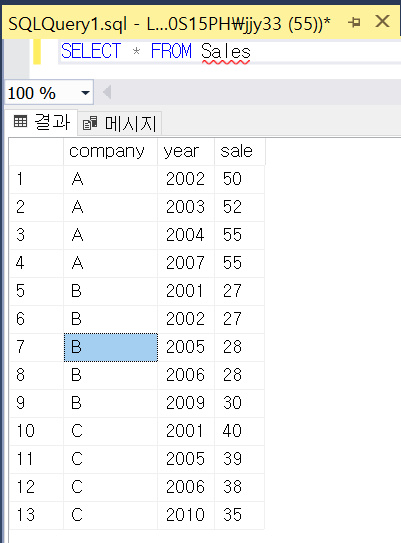 SQLQuery1.sql - L...0S15PH₩jjy33 (55))*
SELECT * FROM Sales
100 %
결과 메시지
company year sale
1 A 2002 50
2 A 2003 52
3 A 2004 55
4 A 2007 55
5 B 2001 27
6 B 2002 27
7 B 2005 28
8 B 2006 28
9 B 2009 30
10 C 2001 40
11 C 2005 39
12 C 2006 38
13 C 2010 35